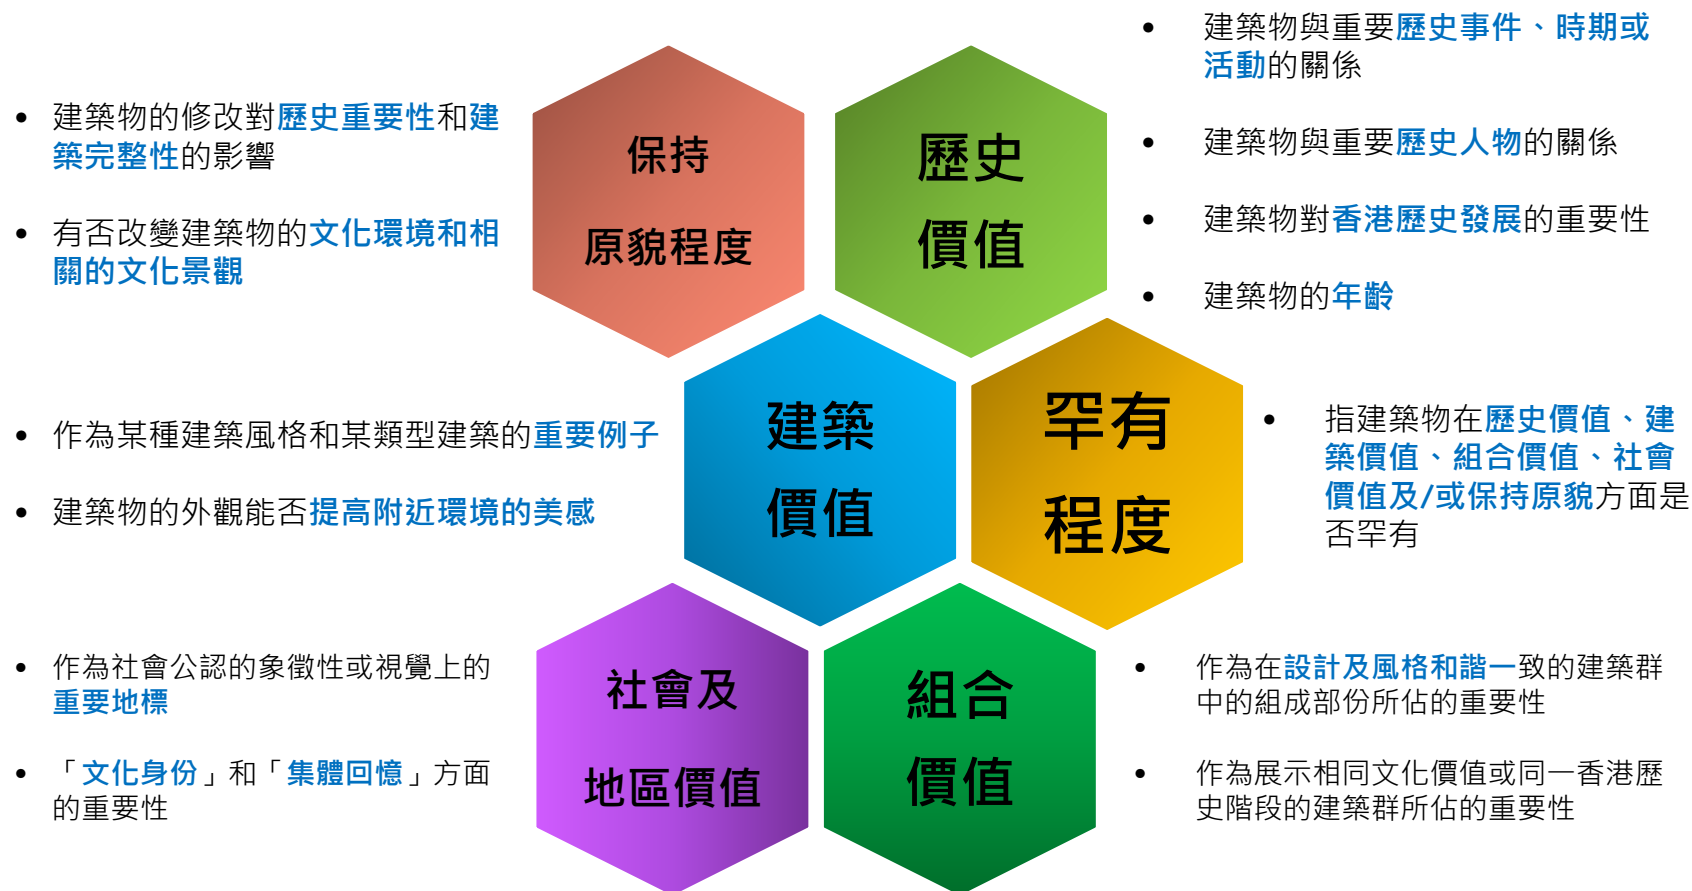 保持
原貌程度
• 建築物的修改對歷史重要性和建
築完整性的影響
• 有否改變建築物的文化環境和相
關的文化景觀
歷史
價值
• 建築物與重要歷史事件、時期或
活動的關係
• 建築物與重要歷史人物的關係
• 建築物對香港歷史發展的重要性
• 建築物的年齡
建築
價值
• 作為某種建築風格和某類型建築的重要例子
• 建築物的外觀能否提高附近環境的美感
罕有
程度
• 指建築物在歷史價值、建
築價值、組合價值、社會
價值及/或保持原貌方面是
否罕有
社會及
地區價值
• 作為社會公認的象徵性或視覺上的
重要地標
• 「文化身份」和「集體回憶」方面
的重要性
組合
價值
• 作為在設計及風格和諧一致的建築群
中的組成部份所佔的重要性
• 作為展示相同文化價值或同一香港歷
史階段的建築群所佔的重要性